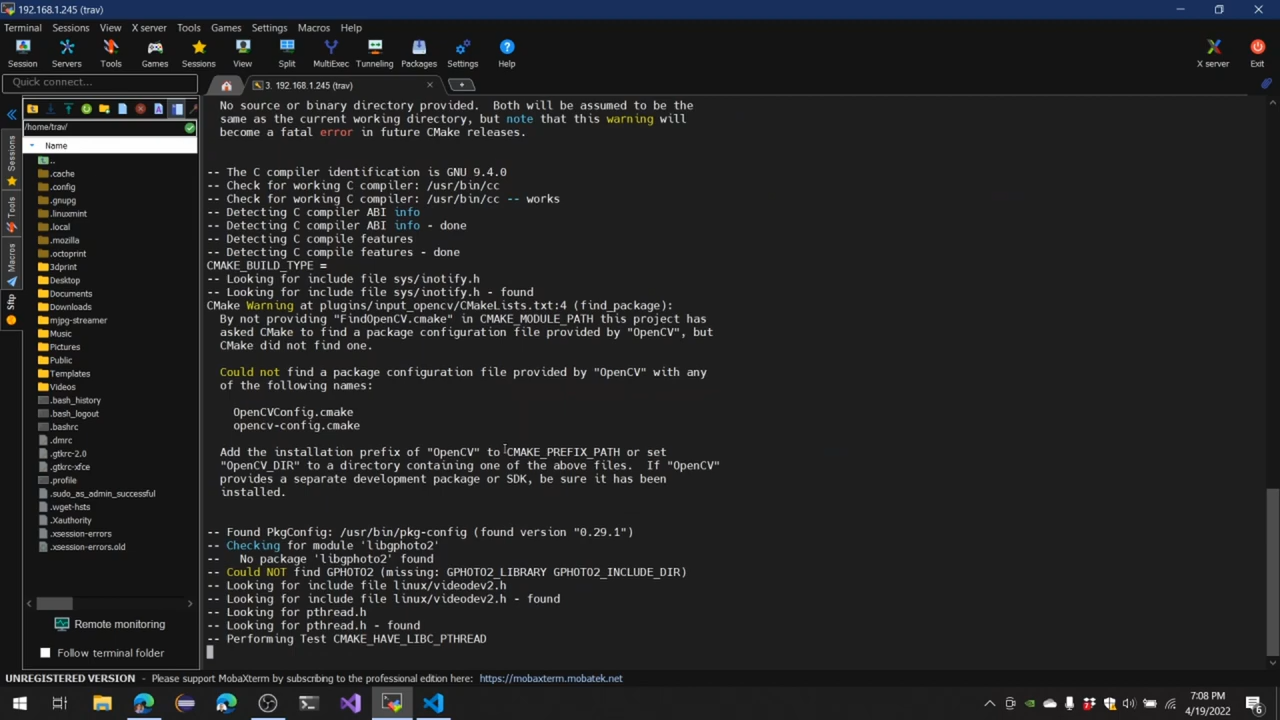 192.168.1.245 (trav)
Terminal Sessions View X server Tools Games Settings Macros Help
Session Servers Tools Games Sessions View Split MultiExec Tunneling Packages Settings Help X server Exit
Quick connect...
3. 192.168.1.245 (trav)
/home/trav/
Name
..
.cache
.config
.gnupg
.linuxmint
.local
.mozilla
.octoprint
3dprint
Desktop
Documents
Downloads
mjpg-streamer
Music
Pictures
Public
Templates
Videos
.bash_history
.bash_logout
.bashrc
.dmrc
.gtkrc-2.0
.gtkrc-xfce
.profile
.sudo_as_admin_successful
.wget-hsts
.Xauthority
.xsession-errors
.xsession-errors.old
Sessions
Tools
Macros
Sftp
Remote monitoring
Follow terminal folder
No source or binary directory provided.  Both will be assumed to be the
same as the current working directory, but note that this warning will
become a fatal error in future CMake releases.
-- The C compiler identification is GNU 9.4.0
-- Check for working C compiler: /usr/bin/cc
-- Check for working C compiler: /usr/bin/cc -- works
-- Detecting C compiler ABI info
-- Detecting C compiler ABI info - done
-- Detecting C compile features
-- Detecting C compile features - done
CMAKE_BUILD_TYPE =
-- Looking for include file sys/inotify.h
-- Looking for include file sys/inotify.h - found
CMake Warning at plugins/input_opencv/CMakeLists.txt:4 (find_package):
By not providing "FindOpenCV.cmake" in CMAKE_MODULE_PATH this project has
asked CMake to find a package configuration file provided by "OpenCV", but
CMake did not find one.
Could not find a package configuration file provided by "OpenCV" with any
of the following names:
OpenCVConfig.cmake
opencv-config.cmake
Add the installation prefix of "OpenCV" to CMAKE_PREFIX_PATH or set
"OpenCV_DIR" to a directory containing one of the above files.  If "OpenCV"
provides a separate development package or SDK, be sure it has been
installed.
-- Found PkgConfig: /usr/bin/pkg-config (found version "0.29.1")
-- Checking for module 'libgphoto2'
--   No package 'libgphoto2' found
-- Could NOT find GPHOTO2 (missing: GPHOTO2_LIBRARY GPHOTO2_INCLUDE_DIR)
-- Looking for include file linux/videodev2.h
-- Looking for include file linux/videodev2.h - found
-- Looking for pthread.h
-- Looking for pthread.h - found
-- Performing Test CMAKE_HAVE_LIBC_PTHREAD
UNREGISTERED VERSION - Please support MobaXterm by subscribing to the professional edition here: https://mobaxterm.mobatek.net
7:08 PM
4/19/2022
6